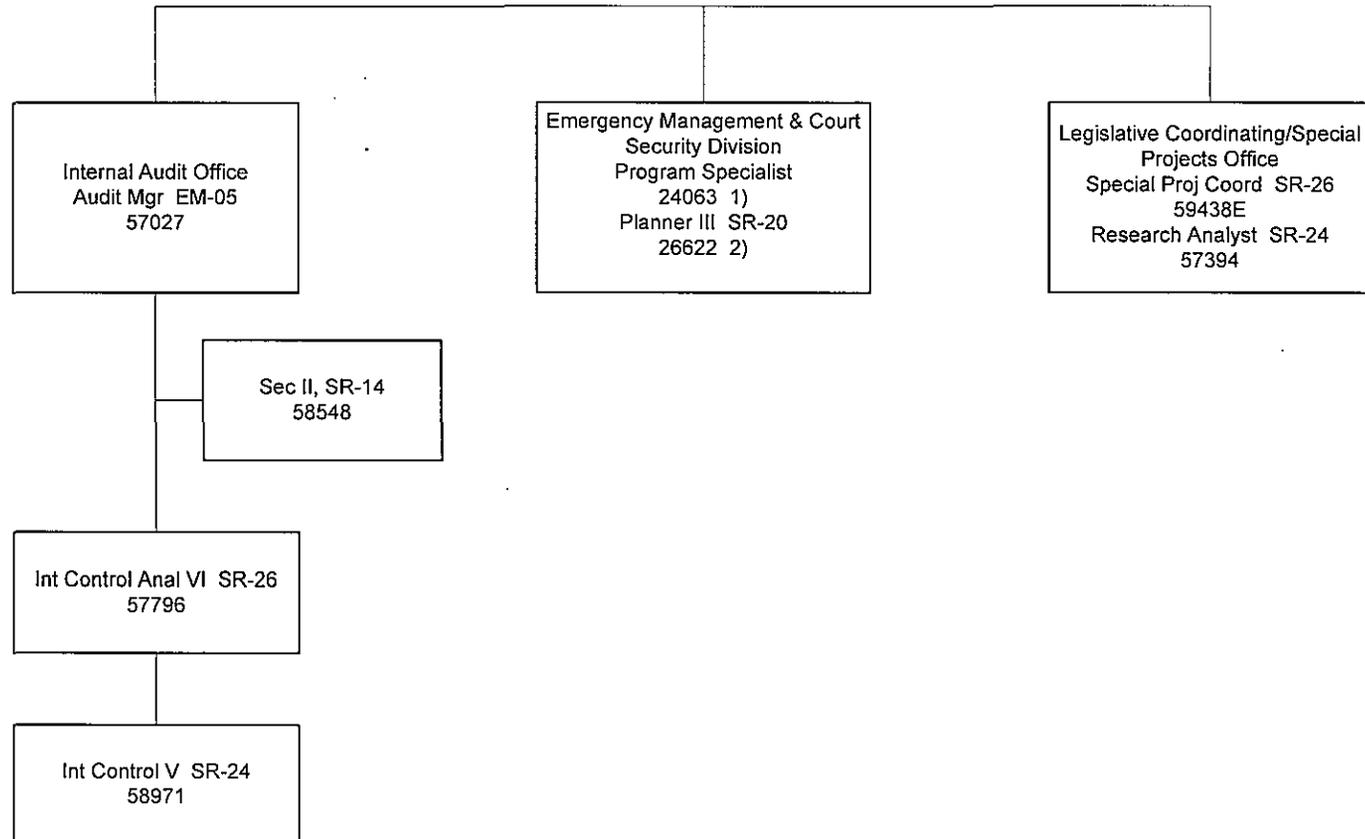 Internal Audit Office
Audit Mgr EM-05
57027
Emergency Management & Court
Security Division
Program Specialist
24063 1)
Planner III SR-20
26622 2)
Legislative Coordinating/Special
Projects Office
Special Proj Coord SR-26
59438E
Research Analyst SR-24
57394
Sec II, SR-14
58548
Int Control Anal VI SR-26
57796
Int Control V SR-24
58971